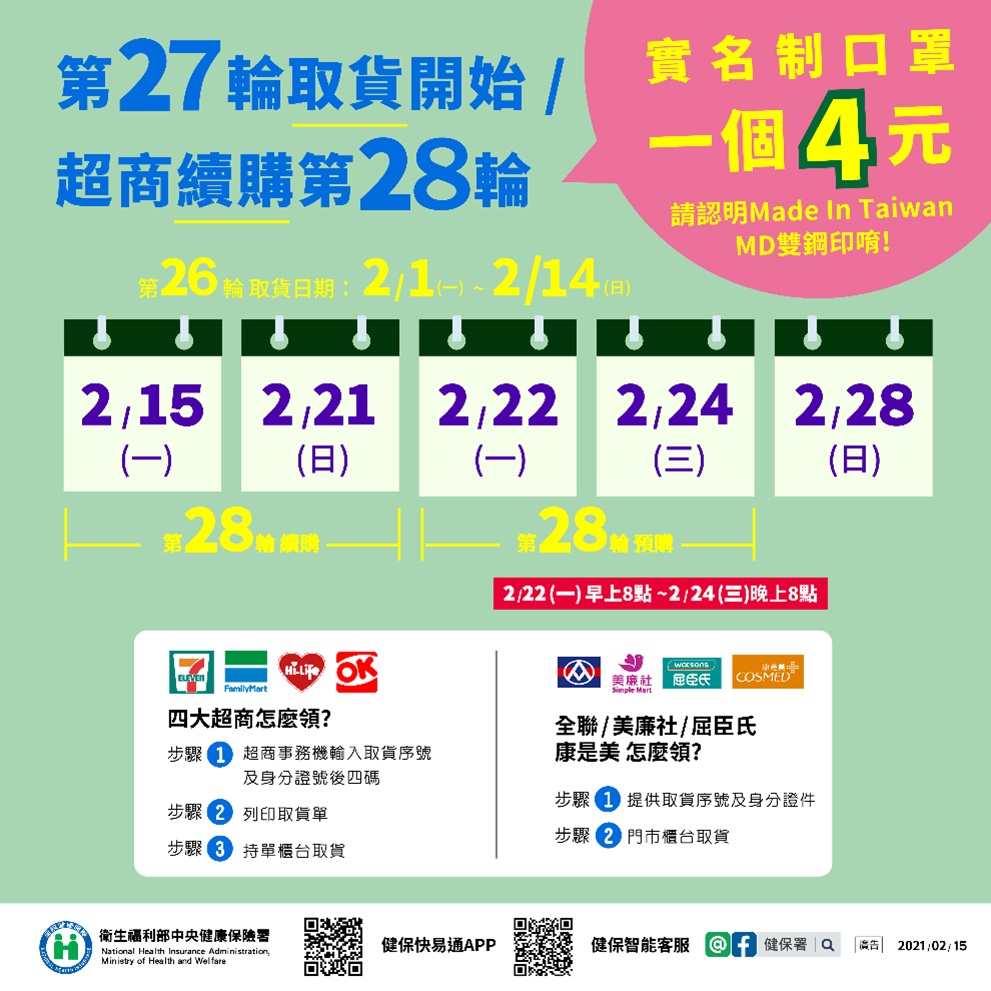 第27輪取貨開始/
超商續購第28輪
實名制口罩
一個4元
請認明Made In Taiwan
MD雙鋼印唷!
第26輪 取貨日期：2/1(一) ~ 2/14(日)
2/15
(一)
2/21
(日)
2/22
(一)
2/24
(三)
2/28
(日)
第28輪 續購
第28輪 預購
2/22(一)早上8點 ~2/24(三)晚上8點
ELEVEN
FamilyMart
Hi-Life
OK
四大超商怎麼領?
步驟 1 超商事務機輸入取貨序號
及身分證號後四碼
步驟 2 列印取貨單
步驟 3 持單櫃台取貨
美廉社
Simple Mart
watsons
屈臣氏
康是美
COSMED
全聯/美廉社/屈臣氏
康是美 怎麼領?
步驟 1 提供取貨序號及身分證件
步驟 2 門市櫃台取貨
衛生福利部中央健康保險署
National Health Insurance Administration,
Ministry of Health and Welfare
健保快易通APP
健保智能客服
健保署
廣告
2021/02/15